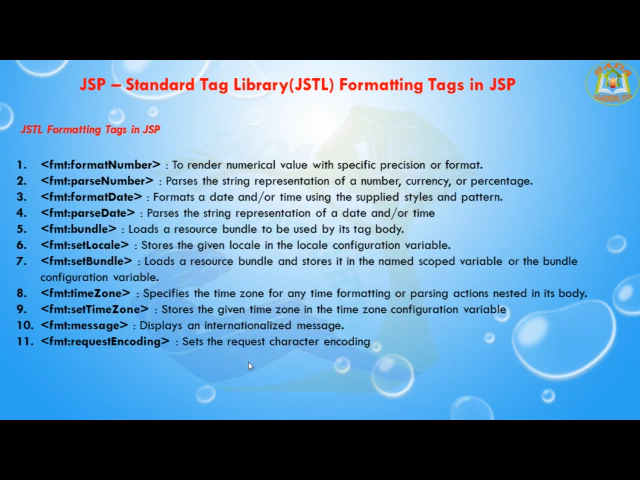 JSP – Standard Tag Library(JSTL) Formatting Tags in JSP
JSTL Formatting Tags in JSP
1. <fmt:formatNumber> : To render numerical value with specific precision or format.
2. <fmt:parseNumber> : Parses the string representation of a number, currency, or percentage.
3. <fmt:formatDate> : Formats a date and/or time using the supplied styles and pattern.
4. <fmt:parseDate> : Parses the string representation of a date and/or time
5. <fmt:bundle> : Loads a resource bundle to be used by its tag body.
6. <fmt:setLocale> : Stores the given locale in the locale configuration variable.
7. <fmt:setBundle> : Loads a resource bundle and stores it in the named scoped variable or the bundle
configuration variable.
8. <fmt:timeZone> : Specifies the time zone for any time formatting or parsing actions nested in its body.
9. <fmt:setTimeZone> : Stores the given time zone in the time zone configuration variable
10. <fmt:message> : Displays an internationalized message.
11. <fmt:requestEncoding> : Sets the request character encoding